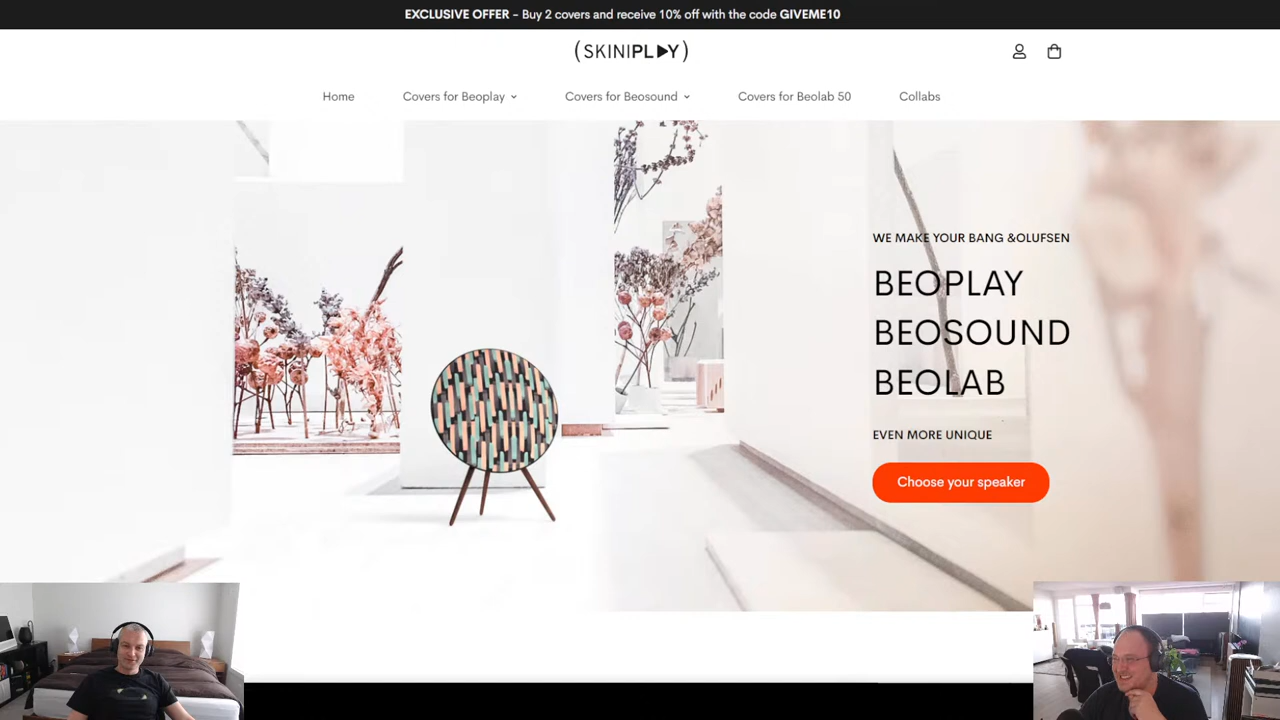 EXCLUSIVE OFFER – Buy 2 covers and receive 10% off with the code GIVEME10
(SKINIPLAY)
Home
Covers for Beoplay
Covers for Beosound
Covers for Beolab 50
Collabs
WE MAKE YOUR BANG &OLUFSEN
BEOPLAY
BEOSOUND
BEOLAB
EVEN MORE UNIQUE
Choose your speaker